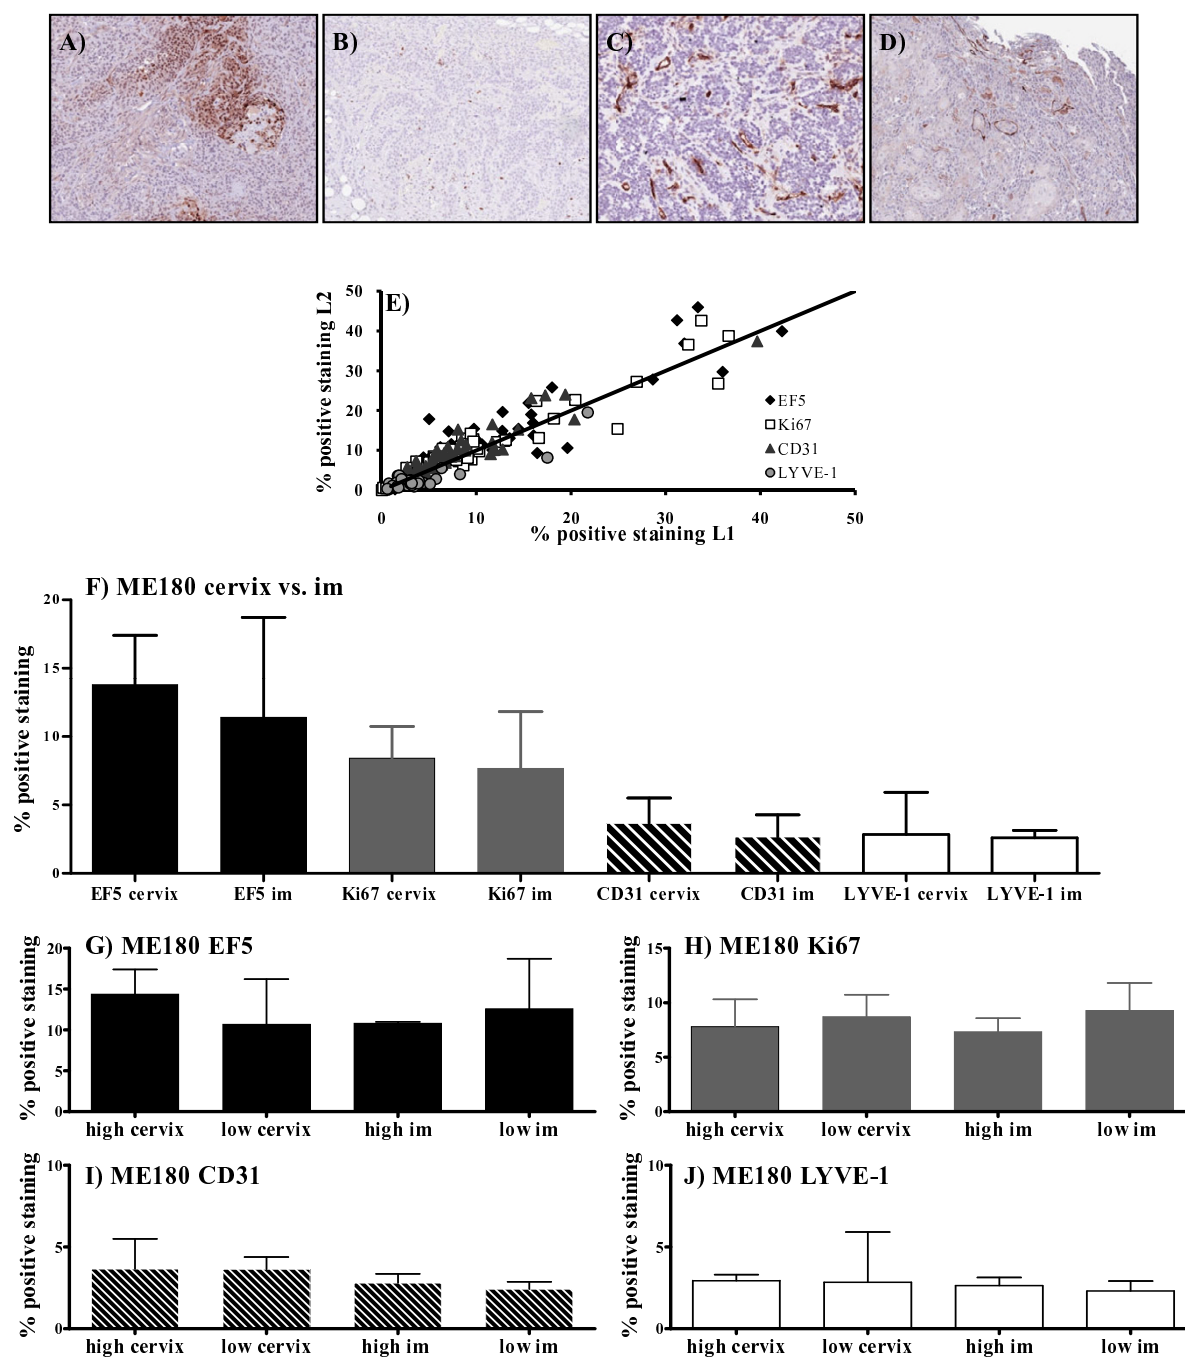 A) B) C) D)
E)
% positive staining L2
50
40
30
20
10
0
EF5
Ki67
CD31
LYVE-1
0 10 20 30 40 50
% positive staining L1
F) ME180 cervix vs. im
% positive staining
20
15
10
5
0
EF5 cervix EF5 im Ki67 cervix Ki67 im CD31 cervix CD31 im LYVE-1 cervix LYVE-1 im
G) ME180 EF5
% positive staining
20
15
10
5
0
high cervix low cervix high im low im
H) ME180 Ki67
% positive staining
15
10
5
0
high cervix low cervix high im low im
I) ME180 CD31
% positive staining
10
5
0
high cervix low cervix high im low im
J) ME180 LYVE-1
% positive staining
10
5
0
high cervix low cervix high im low im